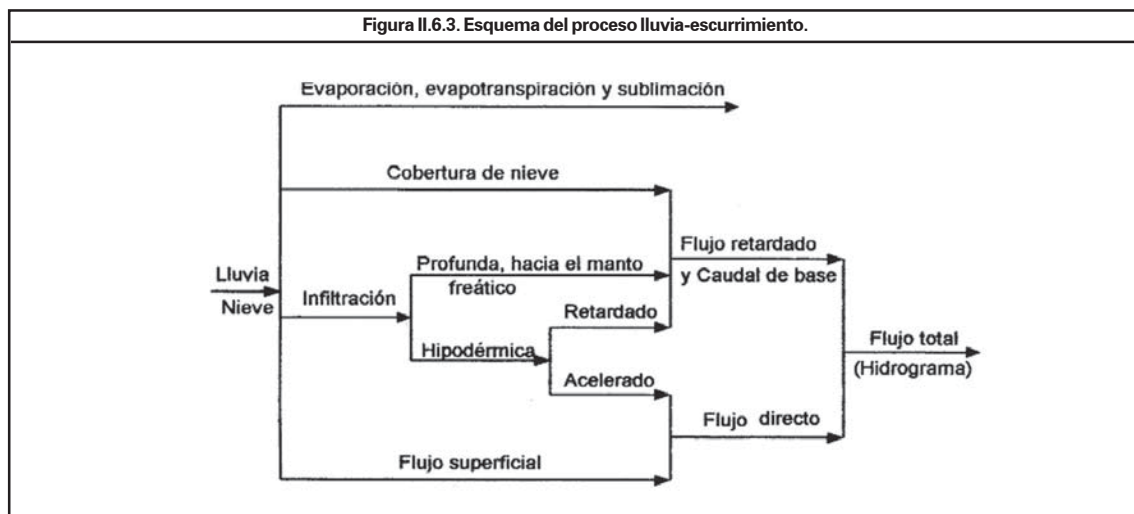 Figura II.6.3. Esquema del proceso lluvia-escurrimiento.
Evaporación, evapotranspiración y sublimación
Cobertura de nieve
Flujo retardado
y Caudal de base
Profunda, hacia el manto
freático
Lluvia
Nieve
Infiltración
Retardado
Hipodérmica
Acelerado
Flujo total
(Hidrograma)
Flujo directo
Flujo superficial